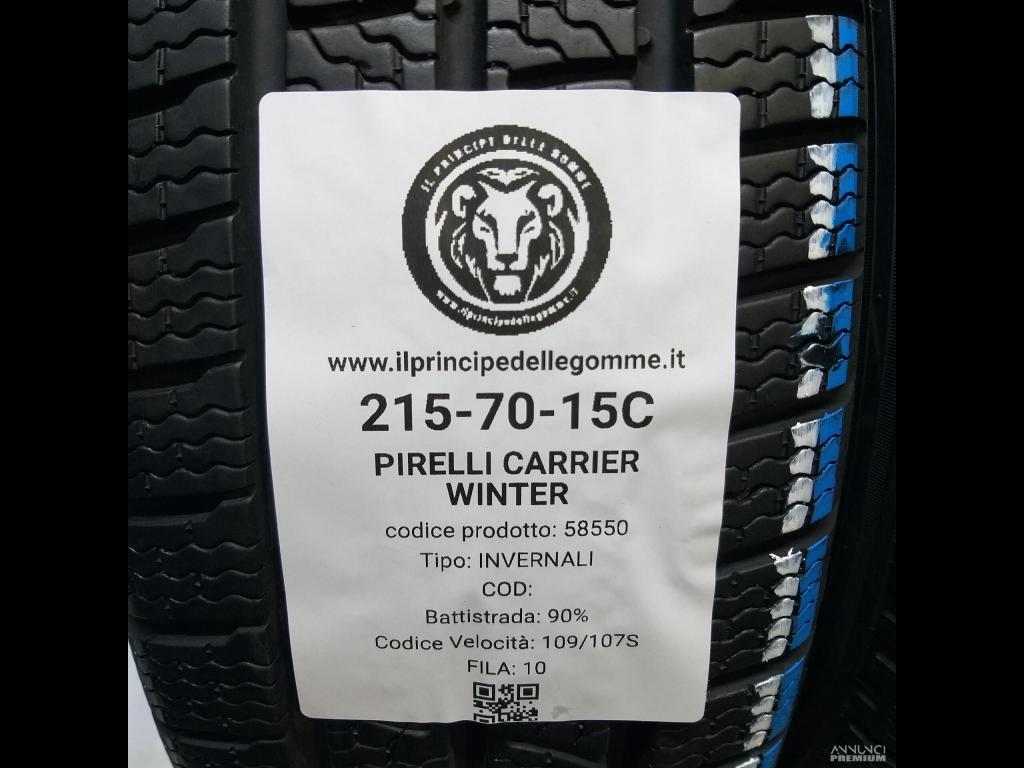 IL PRINCIPE DELLE GOMME
www.ilprincipedellegomme.it
www.ilprincipedellegomme.it
215-70-15C
PIRELLI CARRIER
WINTER
codice prodotto: 58550
Tipo: INVERNALI
COD:
Battistrada: 90%
Codice Velocità: 109/107S
FILA: 10
ANNUNCI
PREMIUM